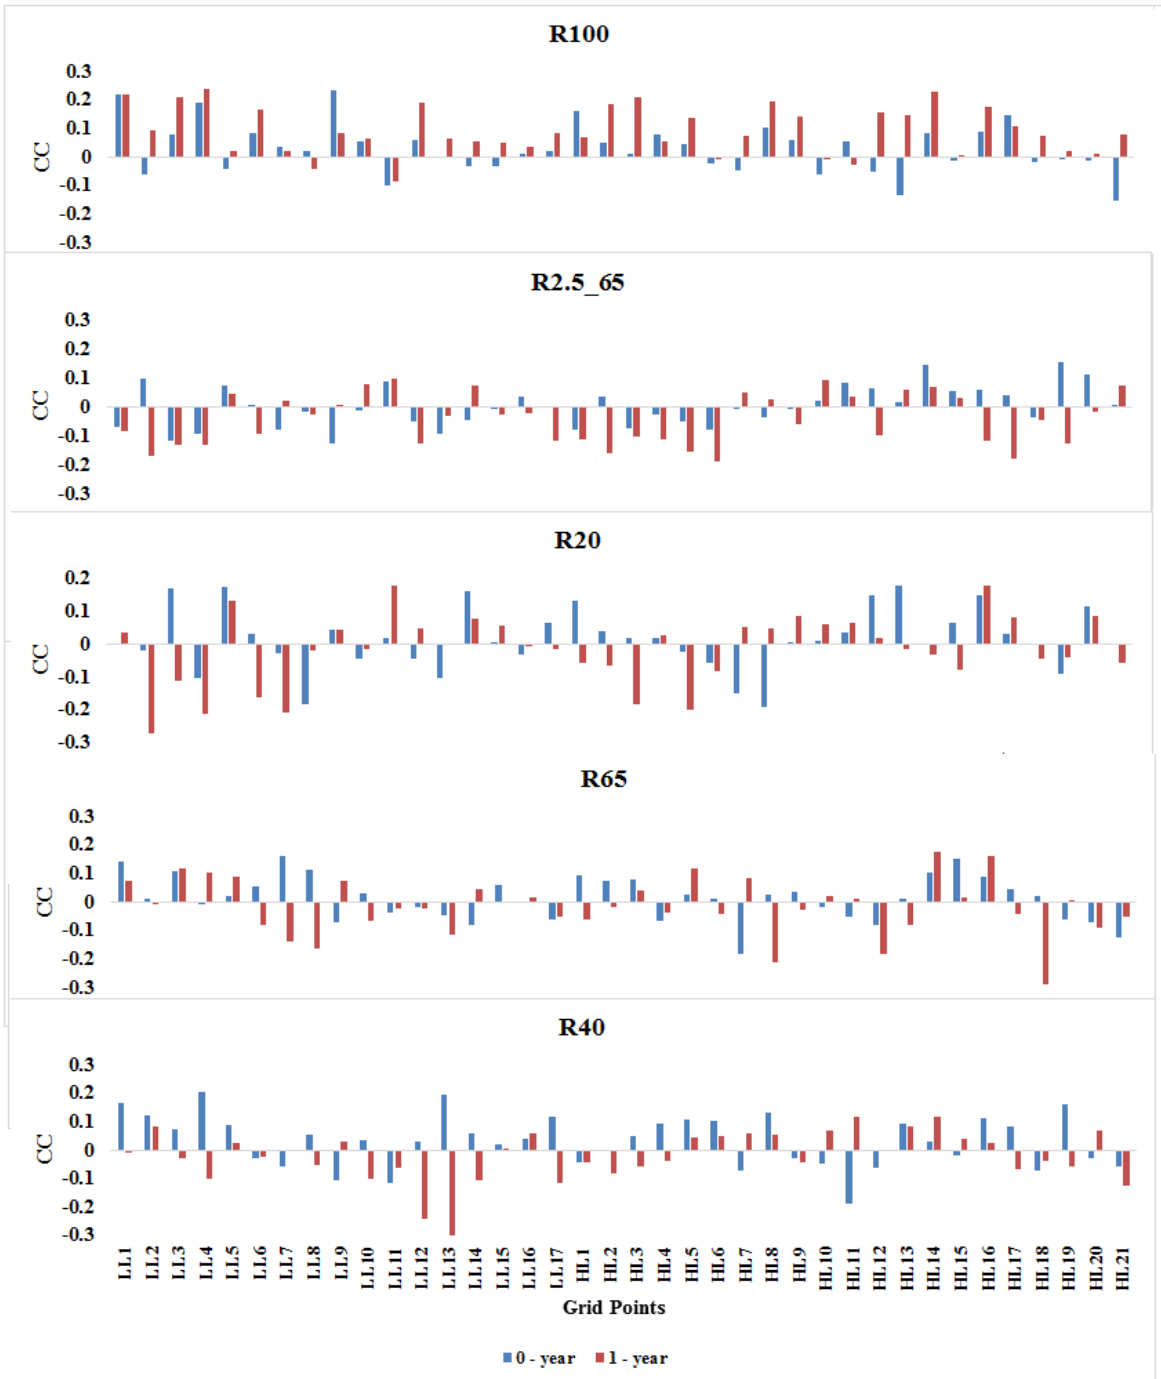 R100
0.3
0.2
0.1
0
-0.1
-0.2
-0.3
CC
R2.5_65
0.3
0.2
0.1
0
-0.1
-0.2
-0.3
CC
R20
0.2
0.1
0
-0.1
-0.2
-0.3
CC
R65
0.3
0.2
0.1
0
-0.1
-0.2
-0.3
CC
R40
0.3
0.2
0.1
0
-0.1
-0.2
-0.3
CC
LL1 LL2 LL3 LL4 LL5 LL6 LL7 LL8 LL9 LL10 LL11 LL12 LL13 LL14 LL15 LL16 LL17 HL1 HL2 HL3 HL4 HL5 HL6 HL7 HL8 HL9 HL10 HL11 HL12 HL13 HL14 HL15 HL16 HL17 HL18 HL19 HL20 HL21
Grid Points
0 - year 1 - year